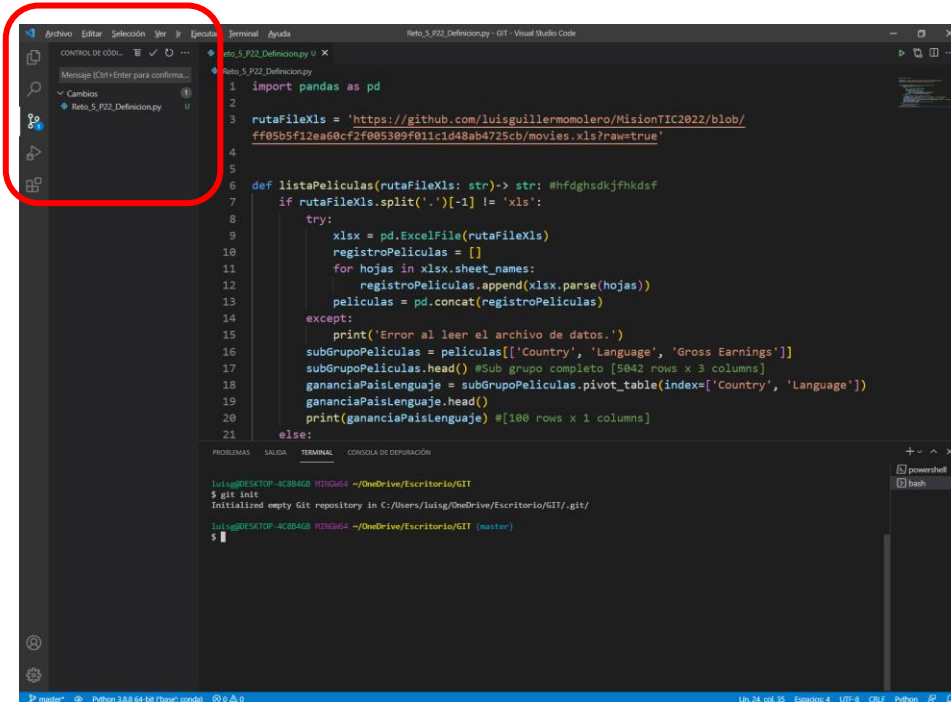 Archivo Editar Selección Ver Ir Ejecutar Terminal Ayuda Reto_5_P22_Definicion.py - GIT - Visual Studio Code
CONTROL DE CÓDI...
Mensaje (Ctrl+Enter para confirma...
Cambios 1
Reto_5_P22_Definicion.py U
Reto_5_P22_Definicion.py U
Reto_5_P22_Definicion.py
1 import pandas as pd
2
3 rutaFileXls = 'https://github.com/luisguillermomolero/MisionTIC2022/blob/
ff05b5f12ea60cf2f005309f011c1d48ab4725cb/movies.xls?raw=true'
4
5
6 def listaPeliculas(rutaFileXls: str)-> str: #hfdghsdkjfhkdsf
7 if rutaFileXls.split('.')[-1] != 'xls':
8 try:
9 xlsx = pd.ExcelFile(rutaFileXls)
10 registroPeliculas = []
11 for hojas in xlsx.sheet_names:
12 registroPeliculas.append(xlsx.parse(hojas))
13 peliculas = pd.concat(registroPeliculas)
14 except:
15 print('Error al leer el archivo de datos.')
16 subGrupoPeliculas = peliculas[['Country', 'Language', 'Gross Earnings']]
17 subGrupoPeliculas.head() #Sub grupo completo [5042 rows x 3 columns]
18 gananciaPaisLenguaje = subGrupoPeliculas.pivot_table(index=['Country', 'Language'])
19 gananciaPaisLenguaje.head()
20 print(gananciaPaisLenguaje) #[100 rows x 1 columns]
21 else:
PROBLEMAS SALIDA TERMINAL CONSOLA DE DEPURACIÓN
powershell
bash
luisg@DESKTOP-4C8B4GB MINGW64 ~/OneDrive/Escritorio/GIT
$ git init
Initialized empty Git repository in C:/Users/luisg/OneDrive/Escritorio/GIT/.git/
luisg@DESKTOP-4C8B4GB MINGW64 ~/OneDrive/Escritorio/GIT (master)
$
master* Python 3.8.8 64-bit ('base': conda) 0 0 Lín. 24, col. 35 Espacios: 4 UTF-8 CRLF Python